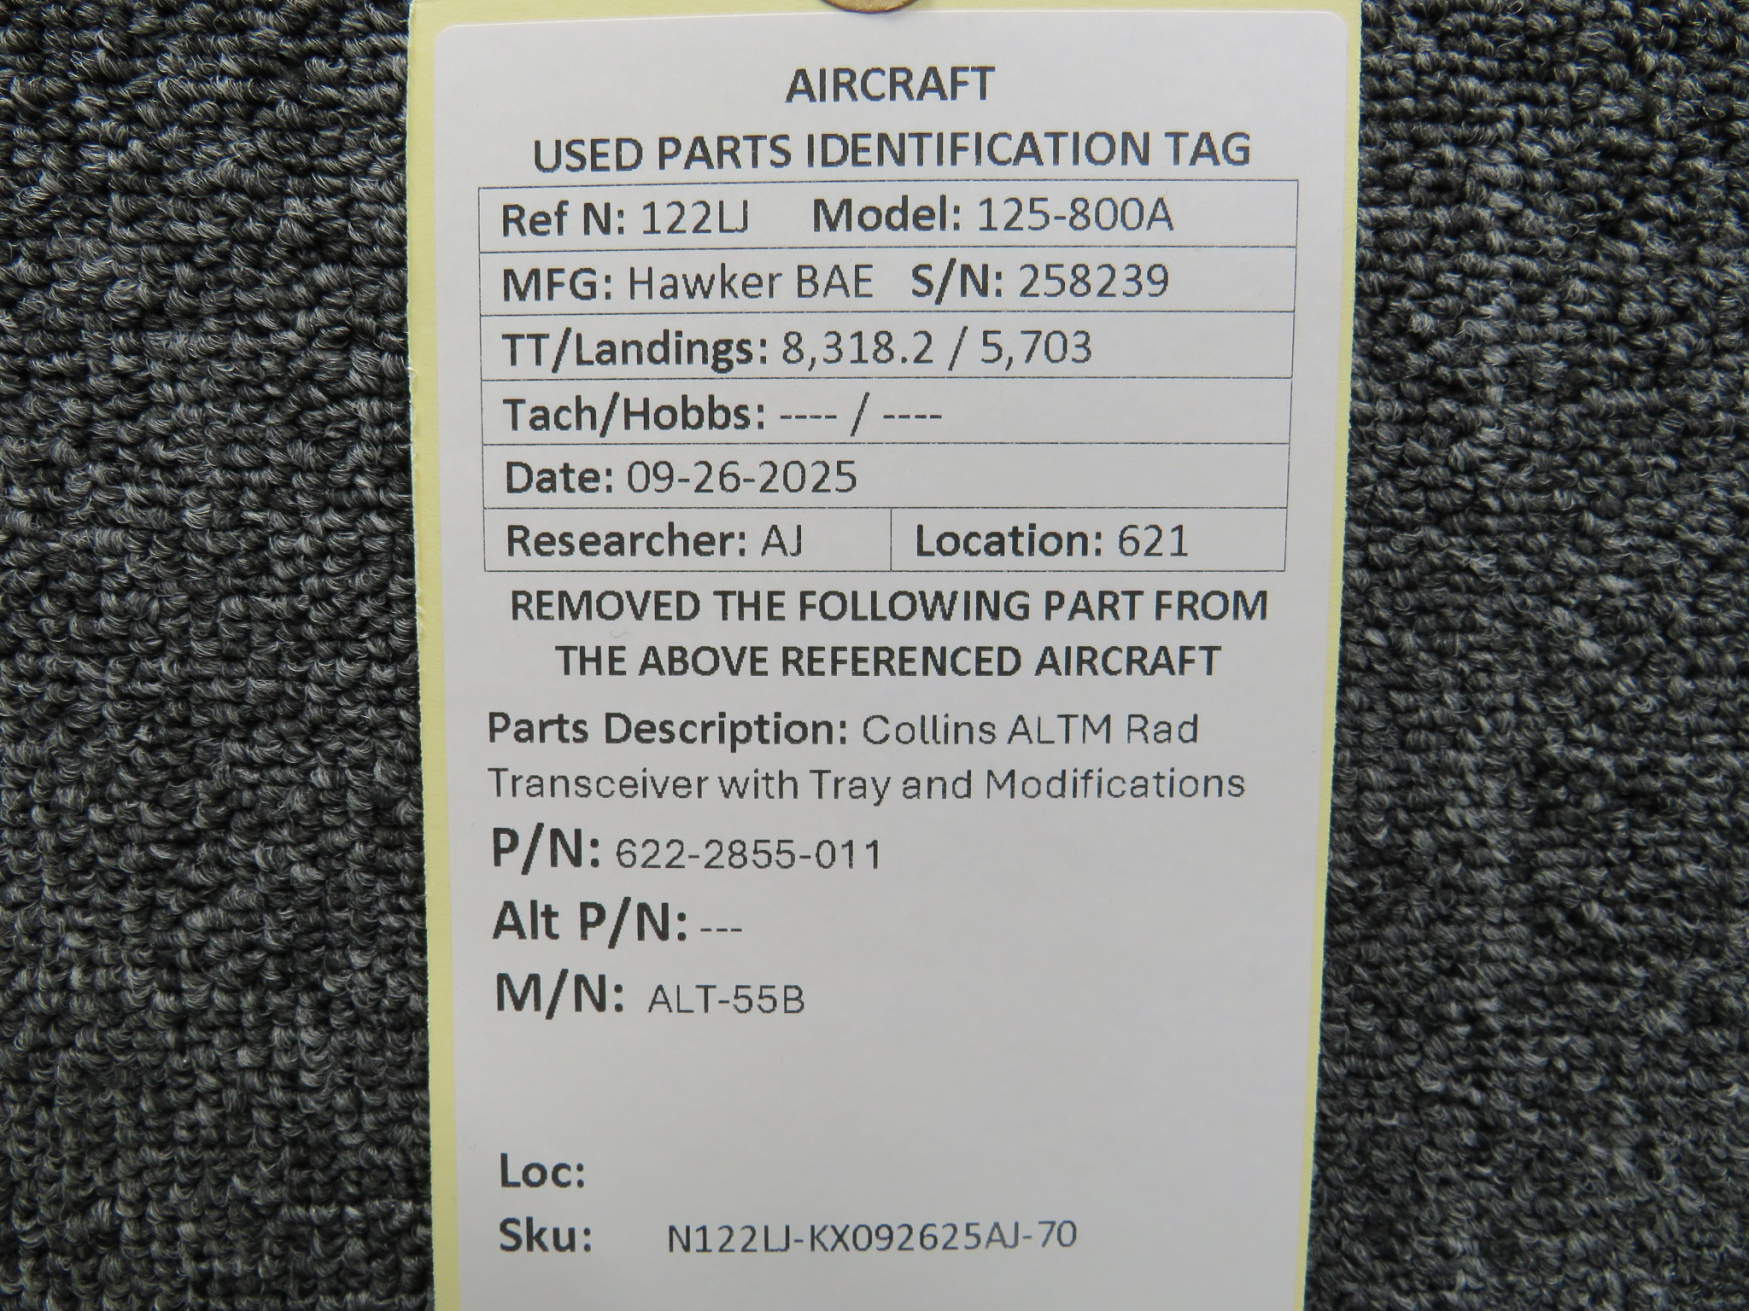 AIRCRAFT
USED PARTS IDENTIFICATION TAG
Ref N: 122LJ Model: 125-800A
MFG: Hawker BAE S/N: 258239
TT/Landings: 8,318.2 / 5,703
Tach/Hobbs: ---- / ----
Date: 09-26-2025
Researcher: AJ Location: 621
REMOVED THE FOLLOWING PART FROM
THE ABOVE REFERENCED AIRCRAFT
Parts Description: Collins ALTM Rad
Transceiver with Tray and Modifications
P/N: 622-2855-011
Alt P/N: ---
M/N: ALT-55B
Loc:
Sku: N122LJ-KX092625AJ-70